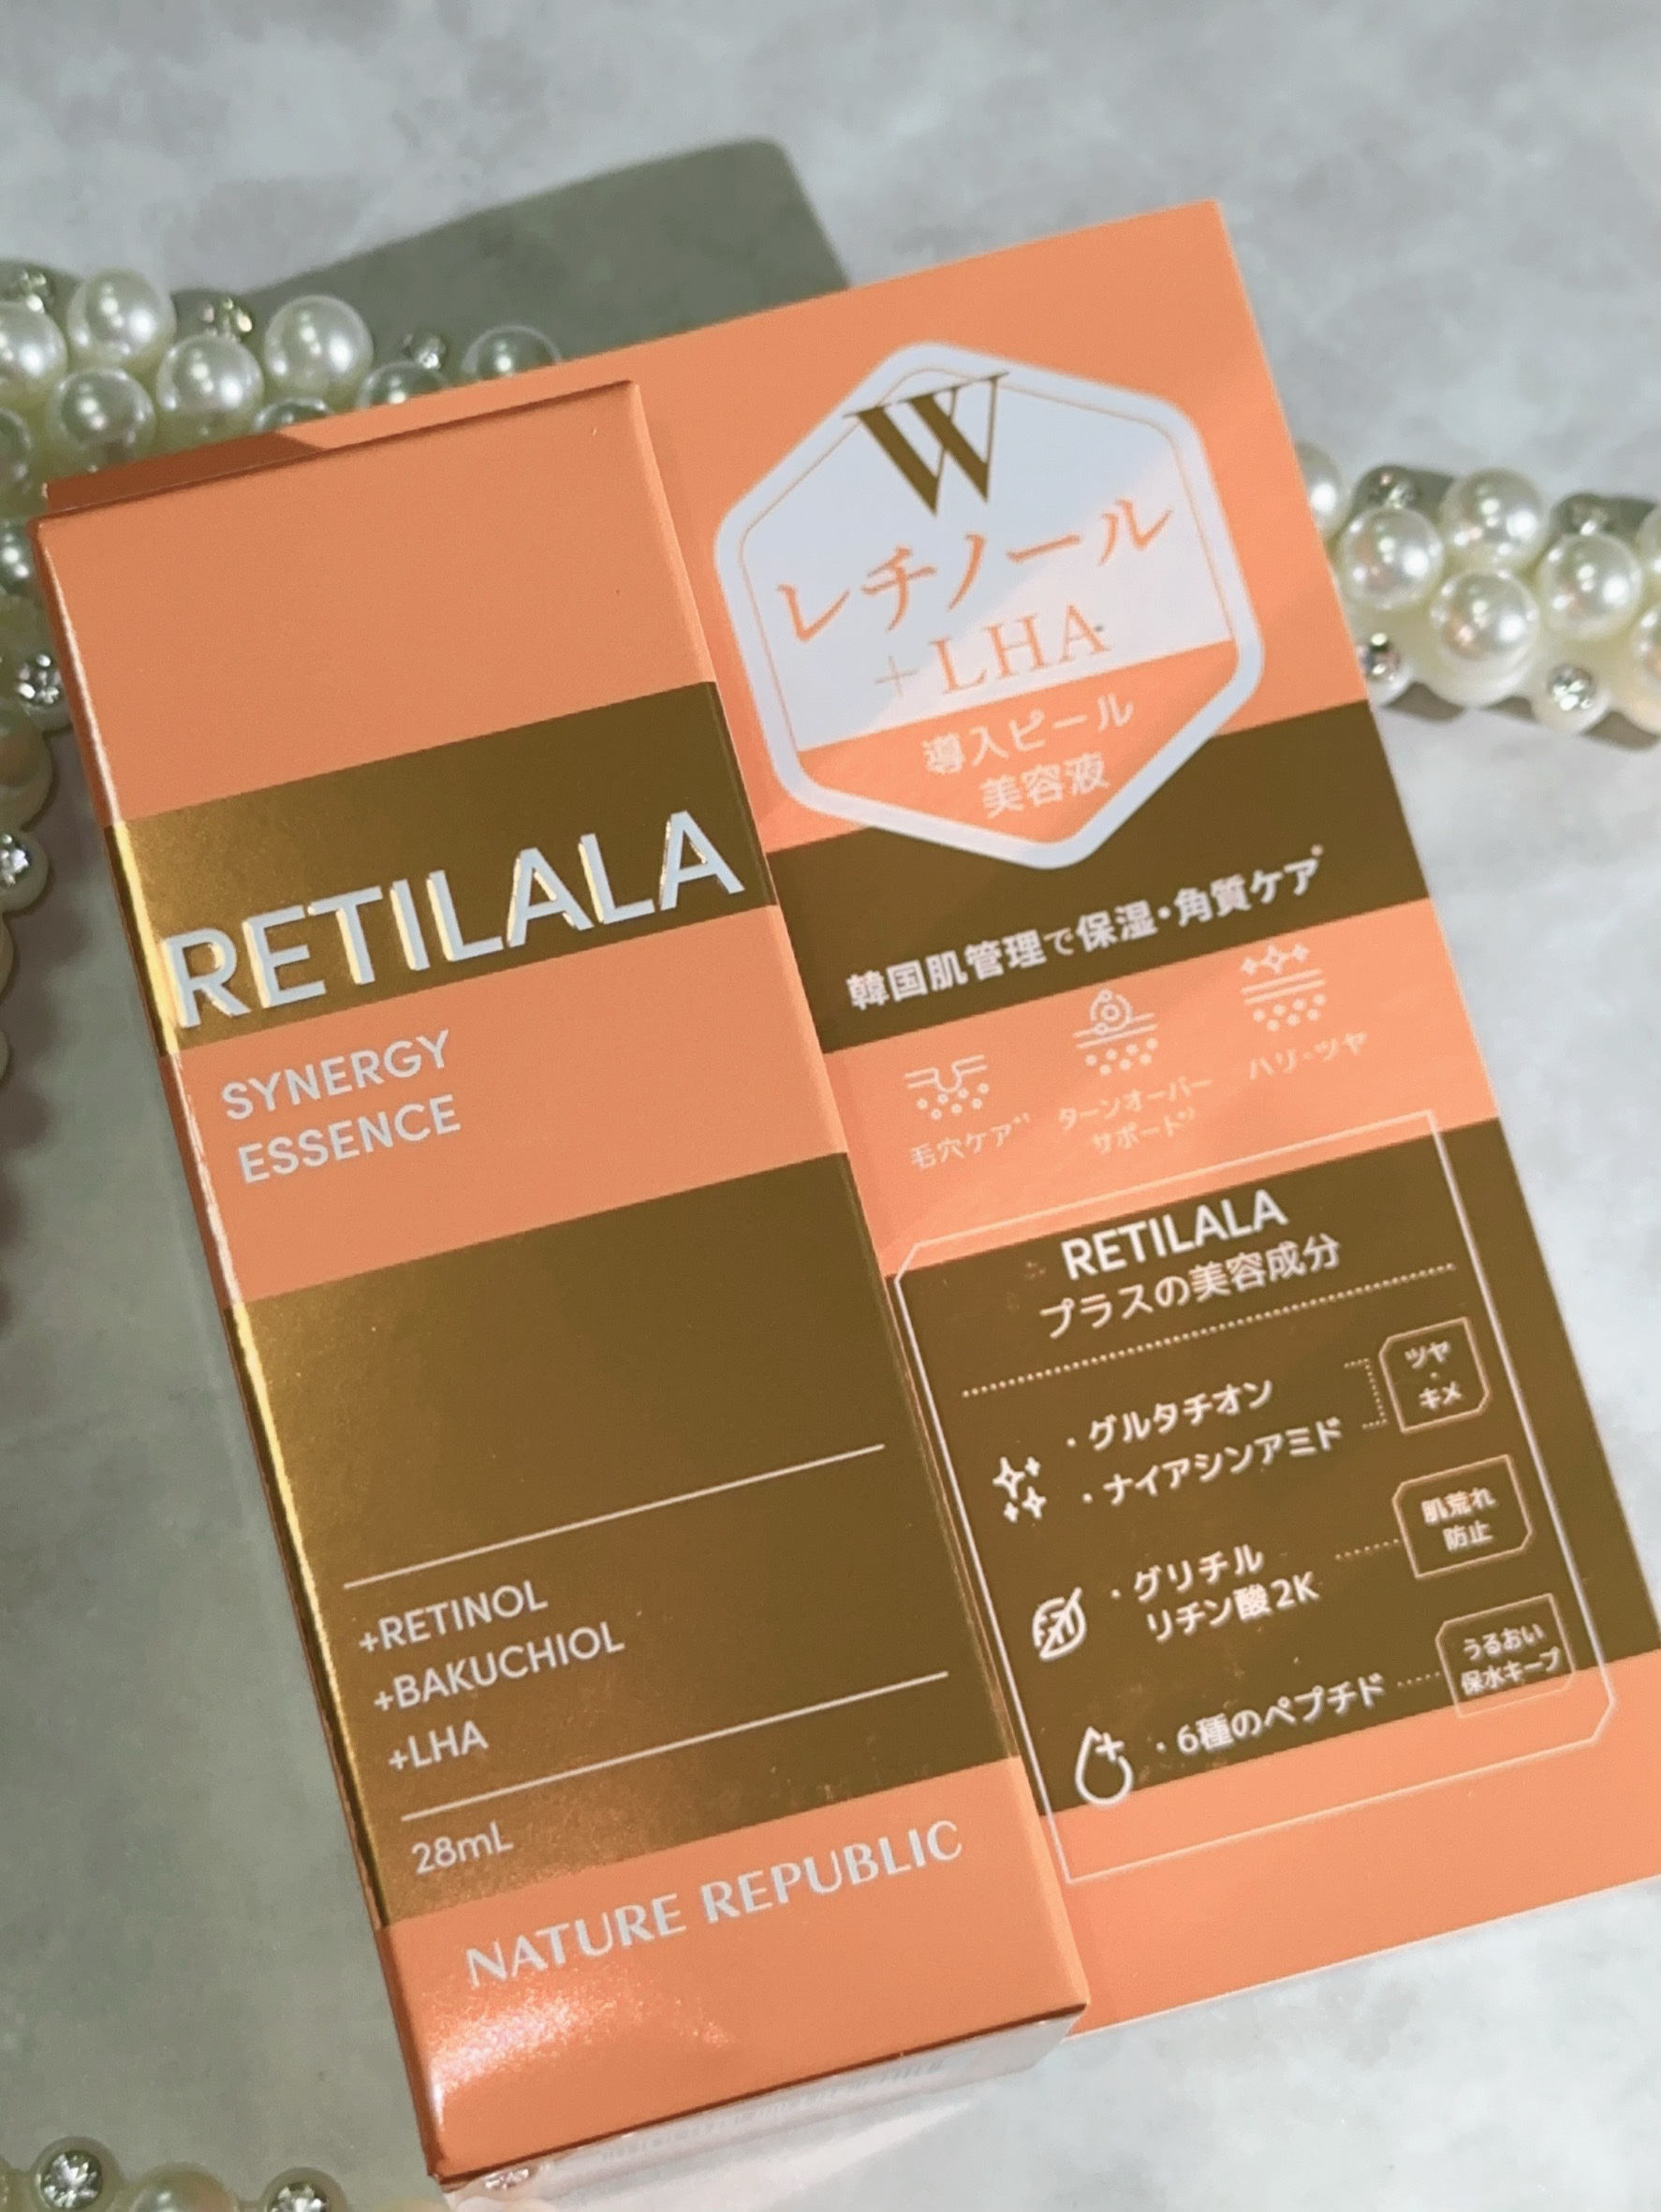 RETILALA
SYNERGY
ESSENCE
+RETINOL
+BAKUCHIOL
+LHA
28mL
NATURE REPUBLIC
W
レチノール
+LHA
導入ピール
美容液
韓国肌管理で保湿・角質ケア*
毛穴ケア*1
ターンオーバー
サポート*2
ハリ・ツヤ
RETILALA
プラスの美容成分
・グルタチオン
・ナイアシンアミド
ツヤ
・
キメ
・グリチル
リチン酸2K
肌荒れ
防止
・6種のペプチド
うるおい
保水キープ